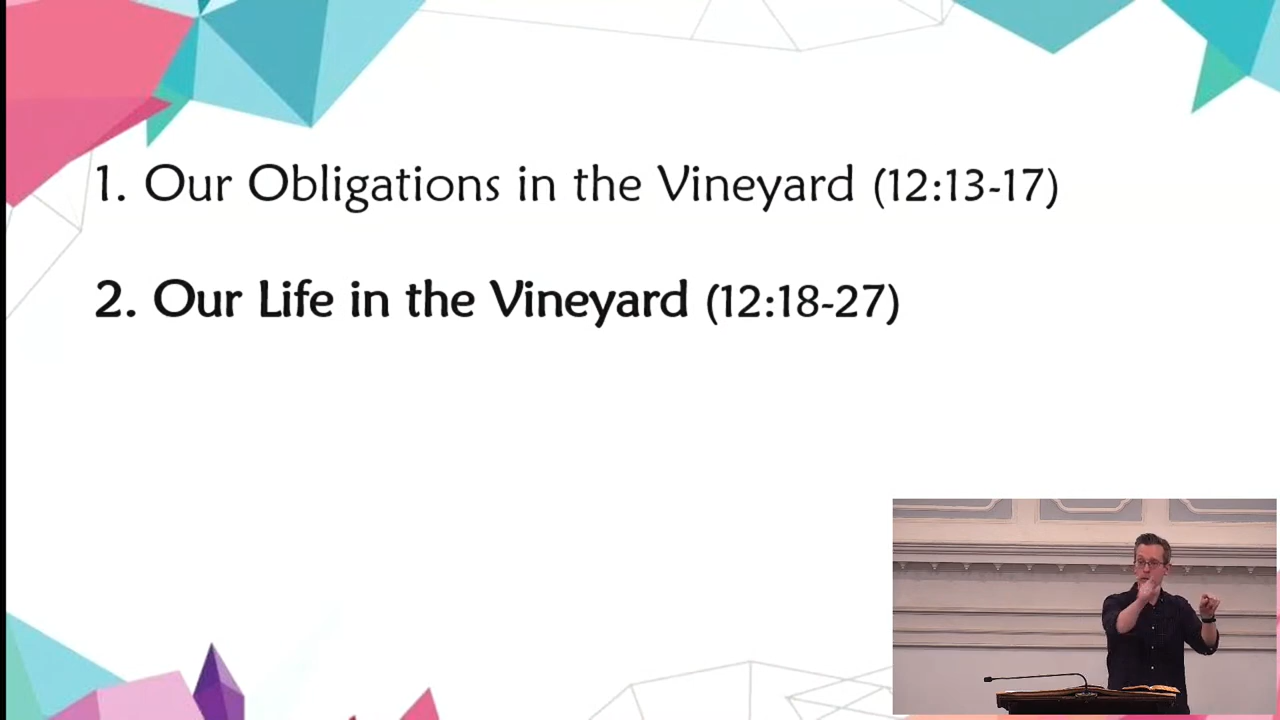 1. Our Obligations in the Vineyard (12:13-17)
2. Our Life in the Vineyard (12:18-27)